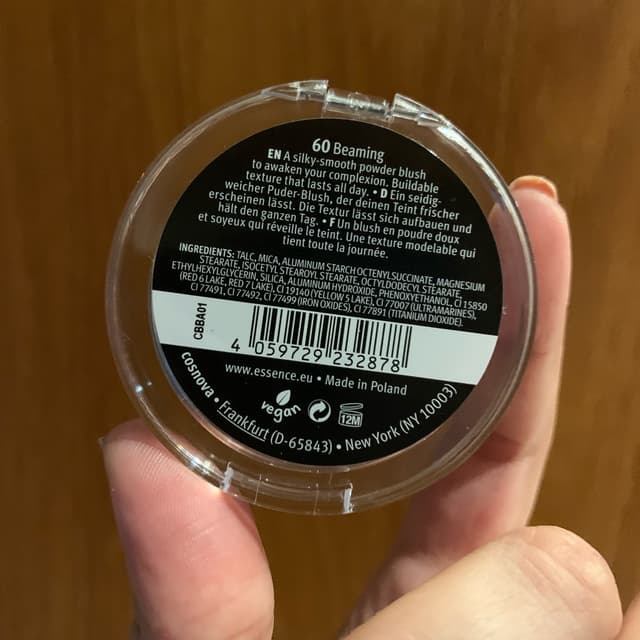 60 Beaming
EN A silky-smooth powder blush
to awaken your complexion. Buildable
texture that lasts all day. • D Ein seidig-
weicher Puder-Blush, der deinen Teint frischer
erscheinen lässt. Die Textur lässt sich aufbauen und
hält den ganzen Tag. • F Un blush en poudre doux
et soyeux qui réveille le teint. Une texture modelable qui
tient toute la journée.
INGREDIENTS: TALC, MICA, ALUMINUM STARCH OCTENYLSUCCINATE, MAGNESIUM
STEARATE, ISOCETYL STEAROYL STEARATE, OCTYLDODECYL STEARATE,
ETHYLHEXYLGLYCERIN, SILICA, ALUMINUM HYDROXIDE, PHENOXYETHANOL, CI 15850
(RED 6 LAKE, RED 7 LAKE), CI 19140 (YELLOW 5 LAKE), CI 77007 (ULTRAMARINES),
CI 77491, CI 77492, CI 77499 (IRON OXIDES), CI 77891 (TITANIUM DIOXIDE).
CBBA01
4 059729 232878
www.essence.eu • Made in Poland
vegan
12M
cosnova • Frankfurt (D-65843) • New York (NY 10003)